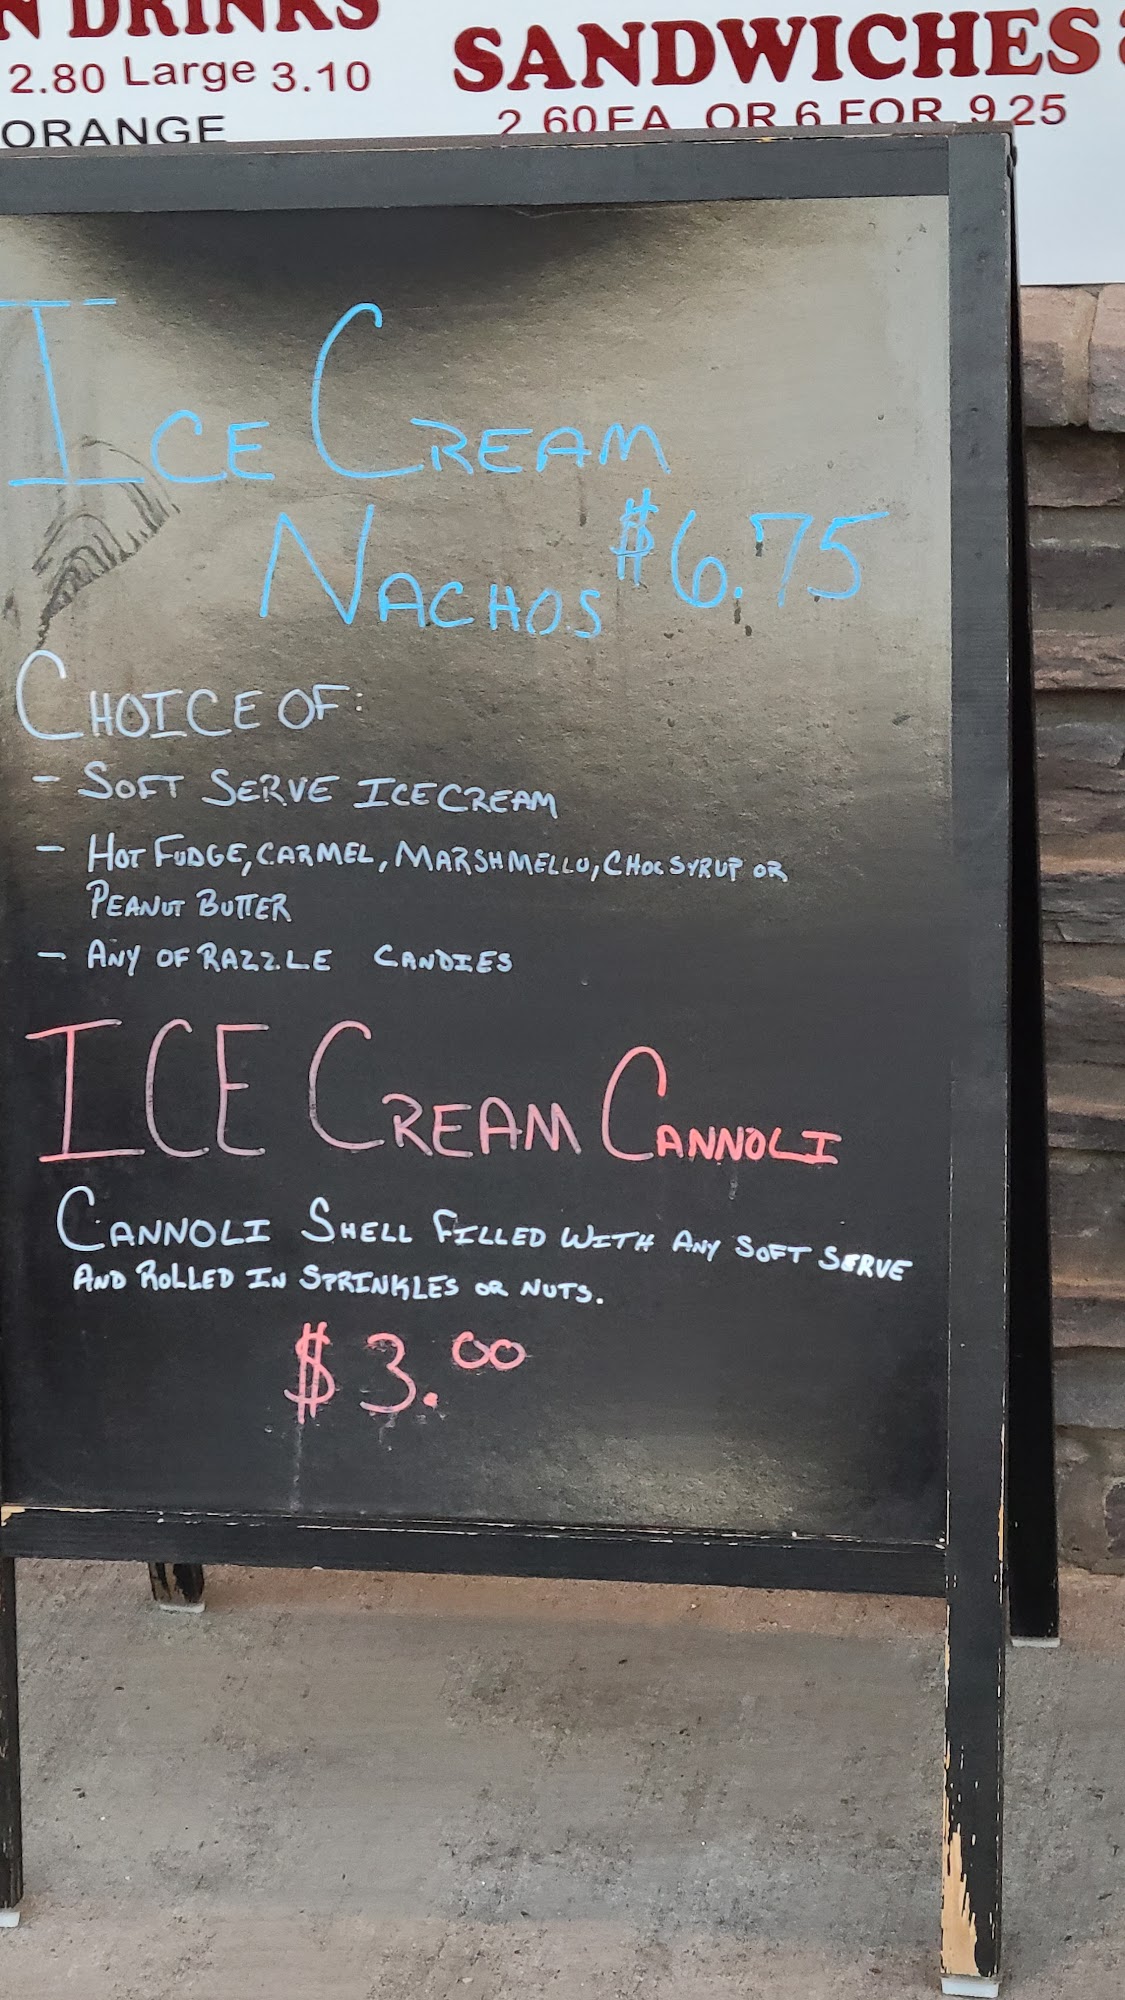 N DRINKS
2.80 Large 3.10
ORANGE
SANDWICHES &
2.60 EA OR 6 FOR 9.25
ICE CREAM
NACHOS $6.75
CHOICE OF:
- SOFT SERVE ICECREAM
- HOT FUDGE, CARMEL, MARSHMELLO, CHOC SYRUP OR
PEANUT BUTTER
- ANY OF RAZZLE CANDIES
ICE CREAM CANNOLI
CANNOLI SHELL FILLED WITH ANY SOFT SERVE
AND ROLLED IN SPRINKLES OR NUTS.
$3.00